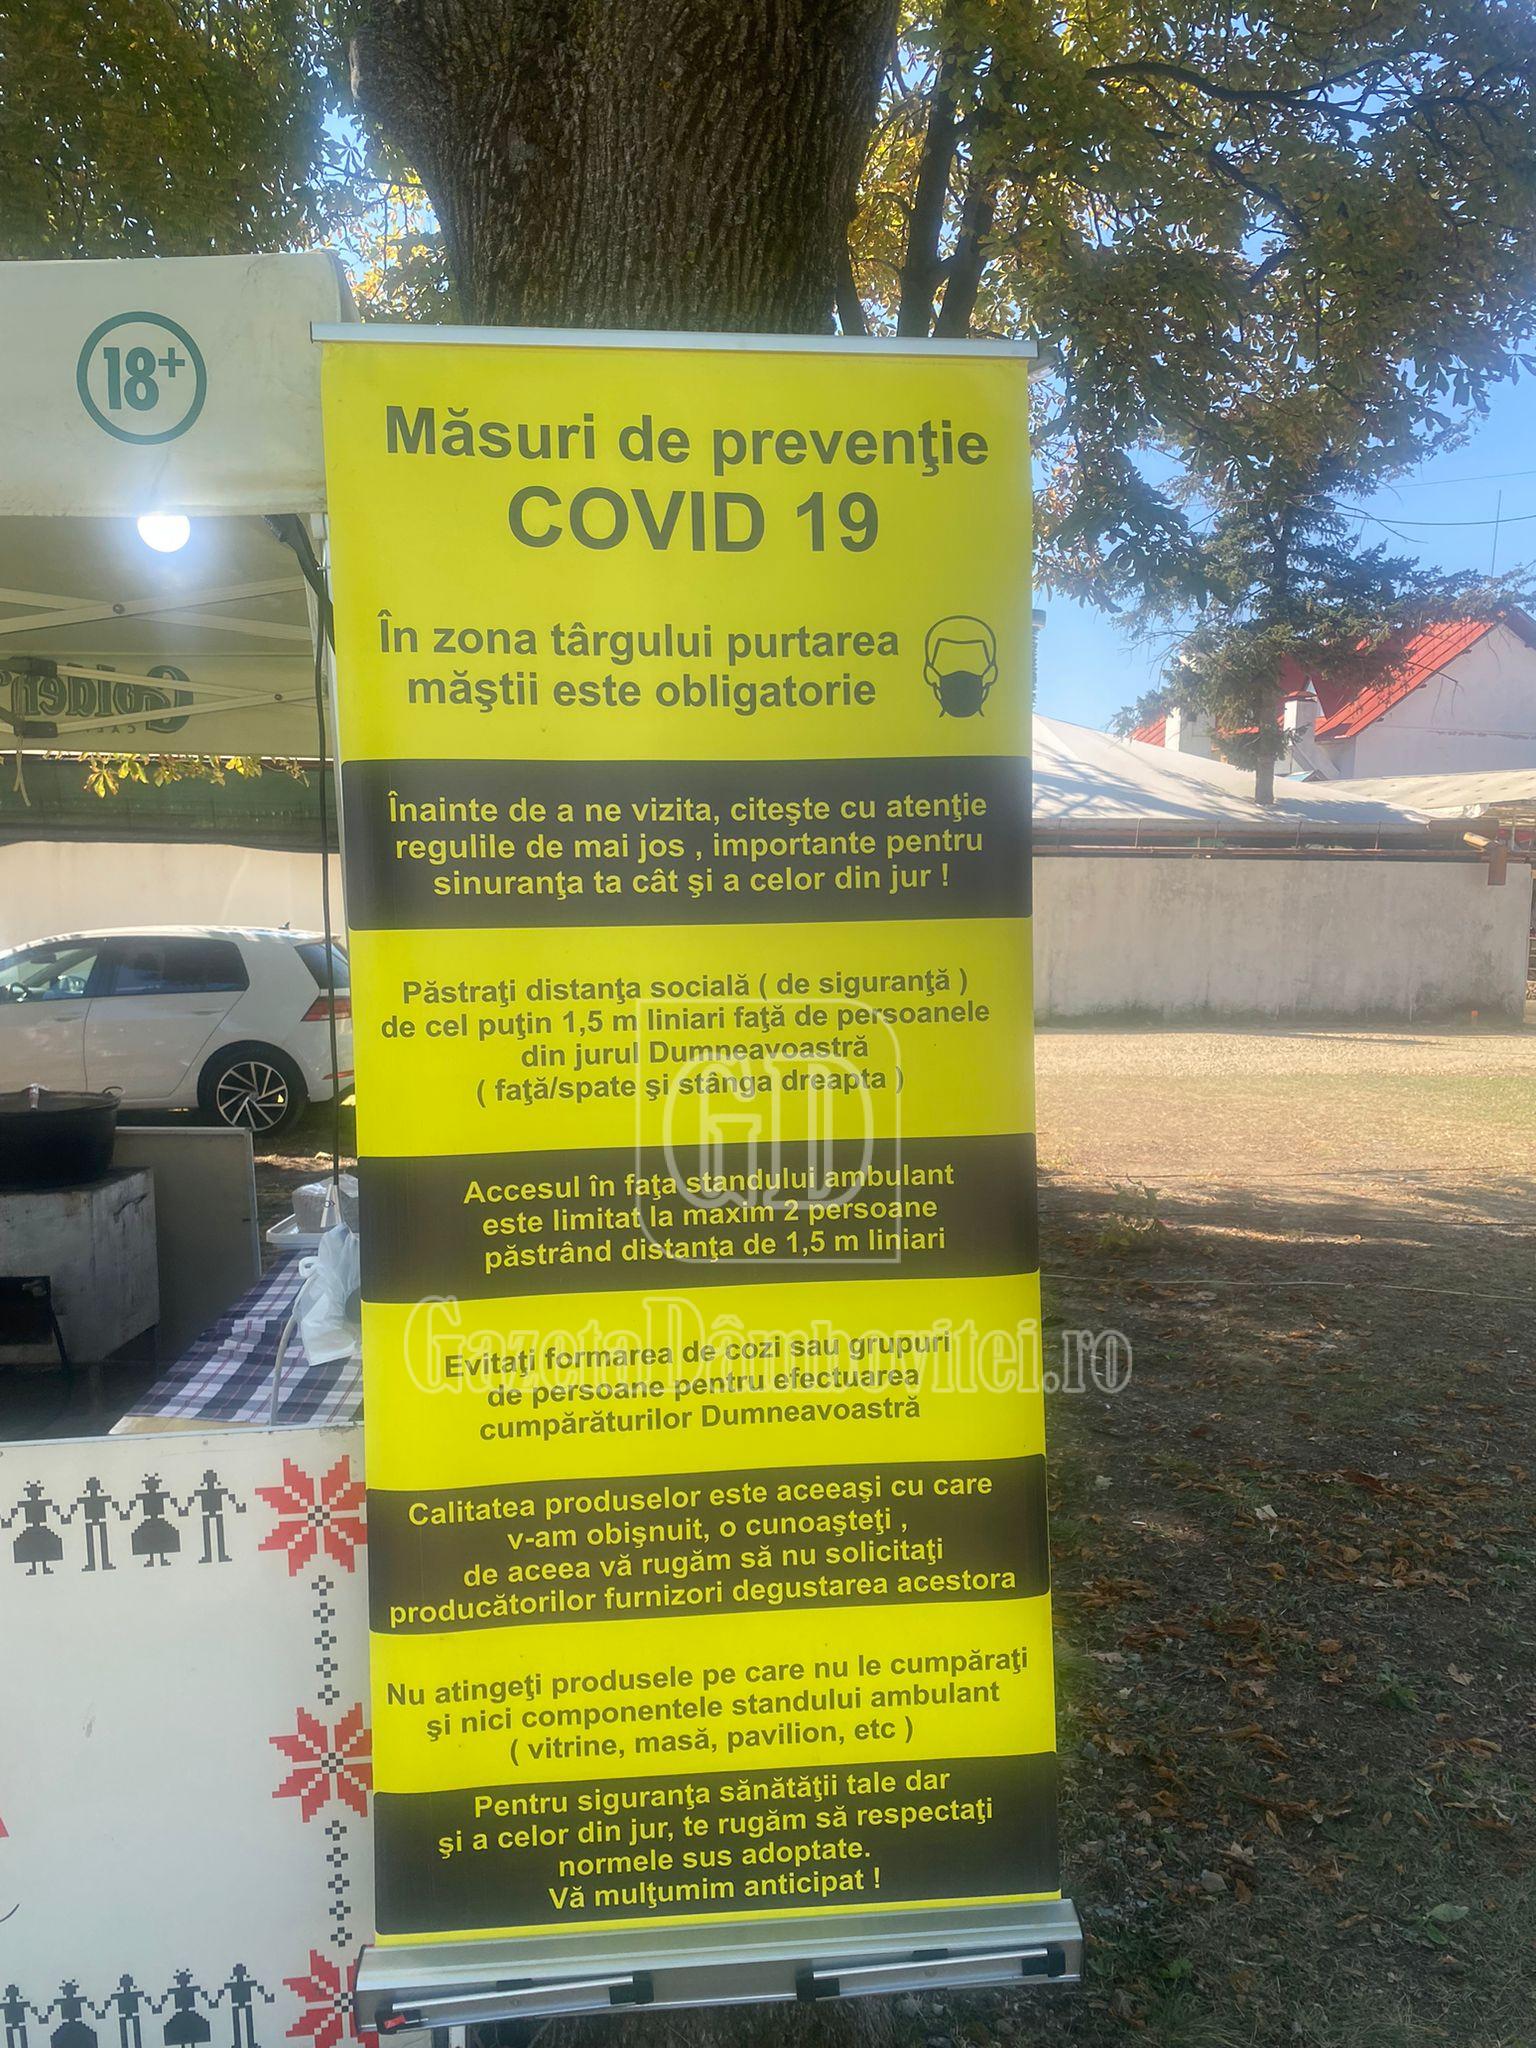 18+
Măsuri de prevenţie
COVID 19
În zona târgului purtarea
măştii este obligatorie
Golden
Înainte de a ne vizita, citeşte cu atenţie
regulile de mai jos , importante pentru
sinuranţa ta cât şi a celor din jur !
Păstraţi distanţa socială ( de siguranţă )
de cel puţin 1,5 m liniari faţă de persoanele
din jurul Dumneavoastră
( faţă/spate şi stânga dreapta )
GD
Accesul în faţa standului ambulant
este limitat la maxim 2 persoane
păstrând distanţa de 1,5 m liniari
GazetaDâmbovitei.ro
Evitaţi formarea de cozi sau grupuri
de persoane pentru efectuarea
cumpărăturilor Dumneavoastră
Calitatea produselor este aceeaşi cu care
v-am obişnuit, o cunoaşteţi ,
de aceea vă rugăm să nu solicitaţi
producătorilor furnizori degustarea acestora
Nu atingeţi produsele pe care nu le cumpăraţi
şi nici componentele standului ambulant
( vitrine, masă, pavilion, etc )
Pentru siguranţa sănătăţii tale dar
şi a celor din jur, te rugăm să respectaţi
normele sus adoptate.
Vă mulţumim anticipat !